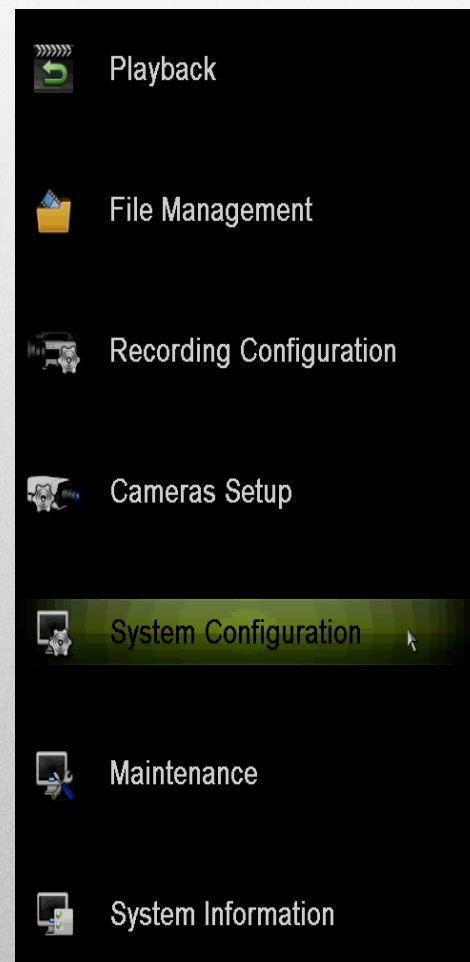 Playback
File Management
Recording Configuration
Cameras Setup
System Configuration
Maintenance
System Information